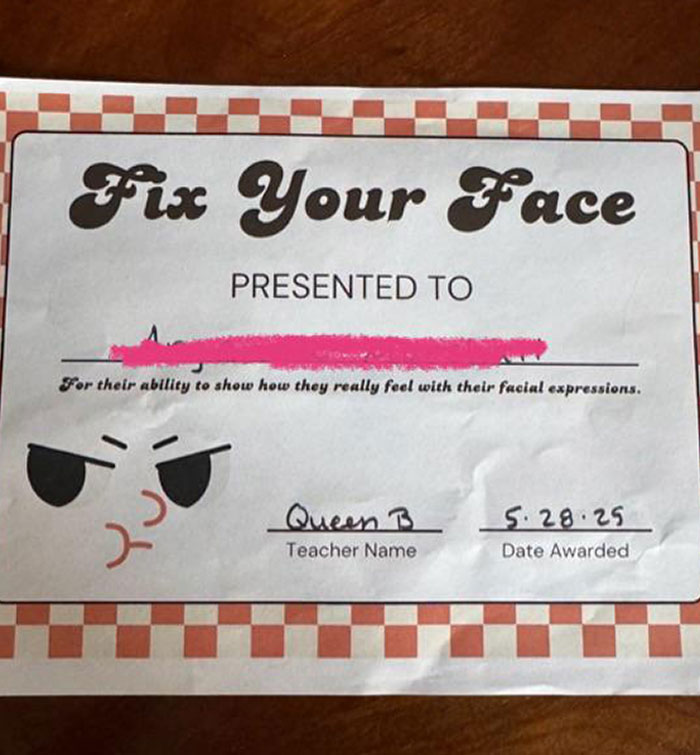 Fix Your Face
PRESENTED TO
For their ability to show how they really feel with their facial expressions.
Queen B 5.28.25
Teacher Name Date Awarded